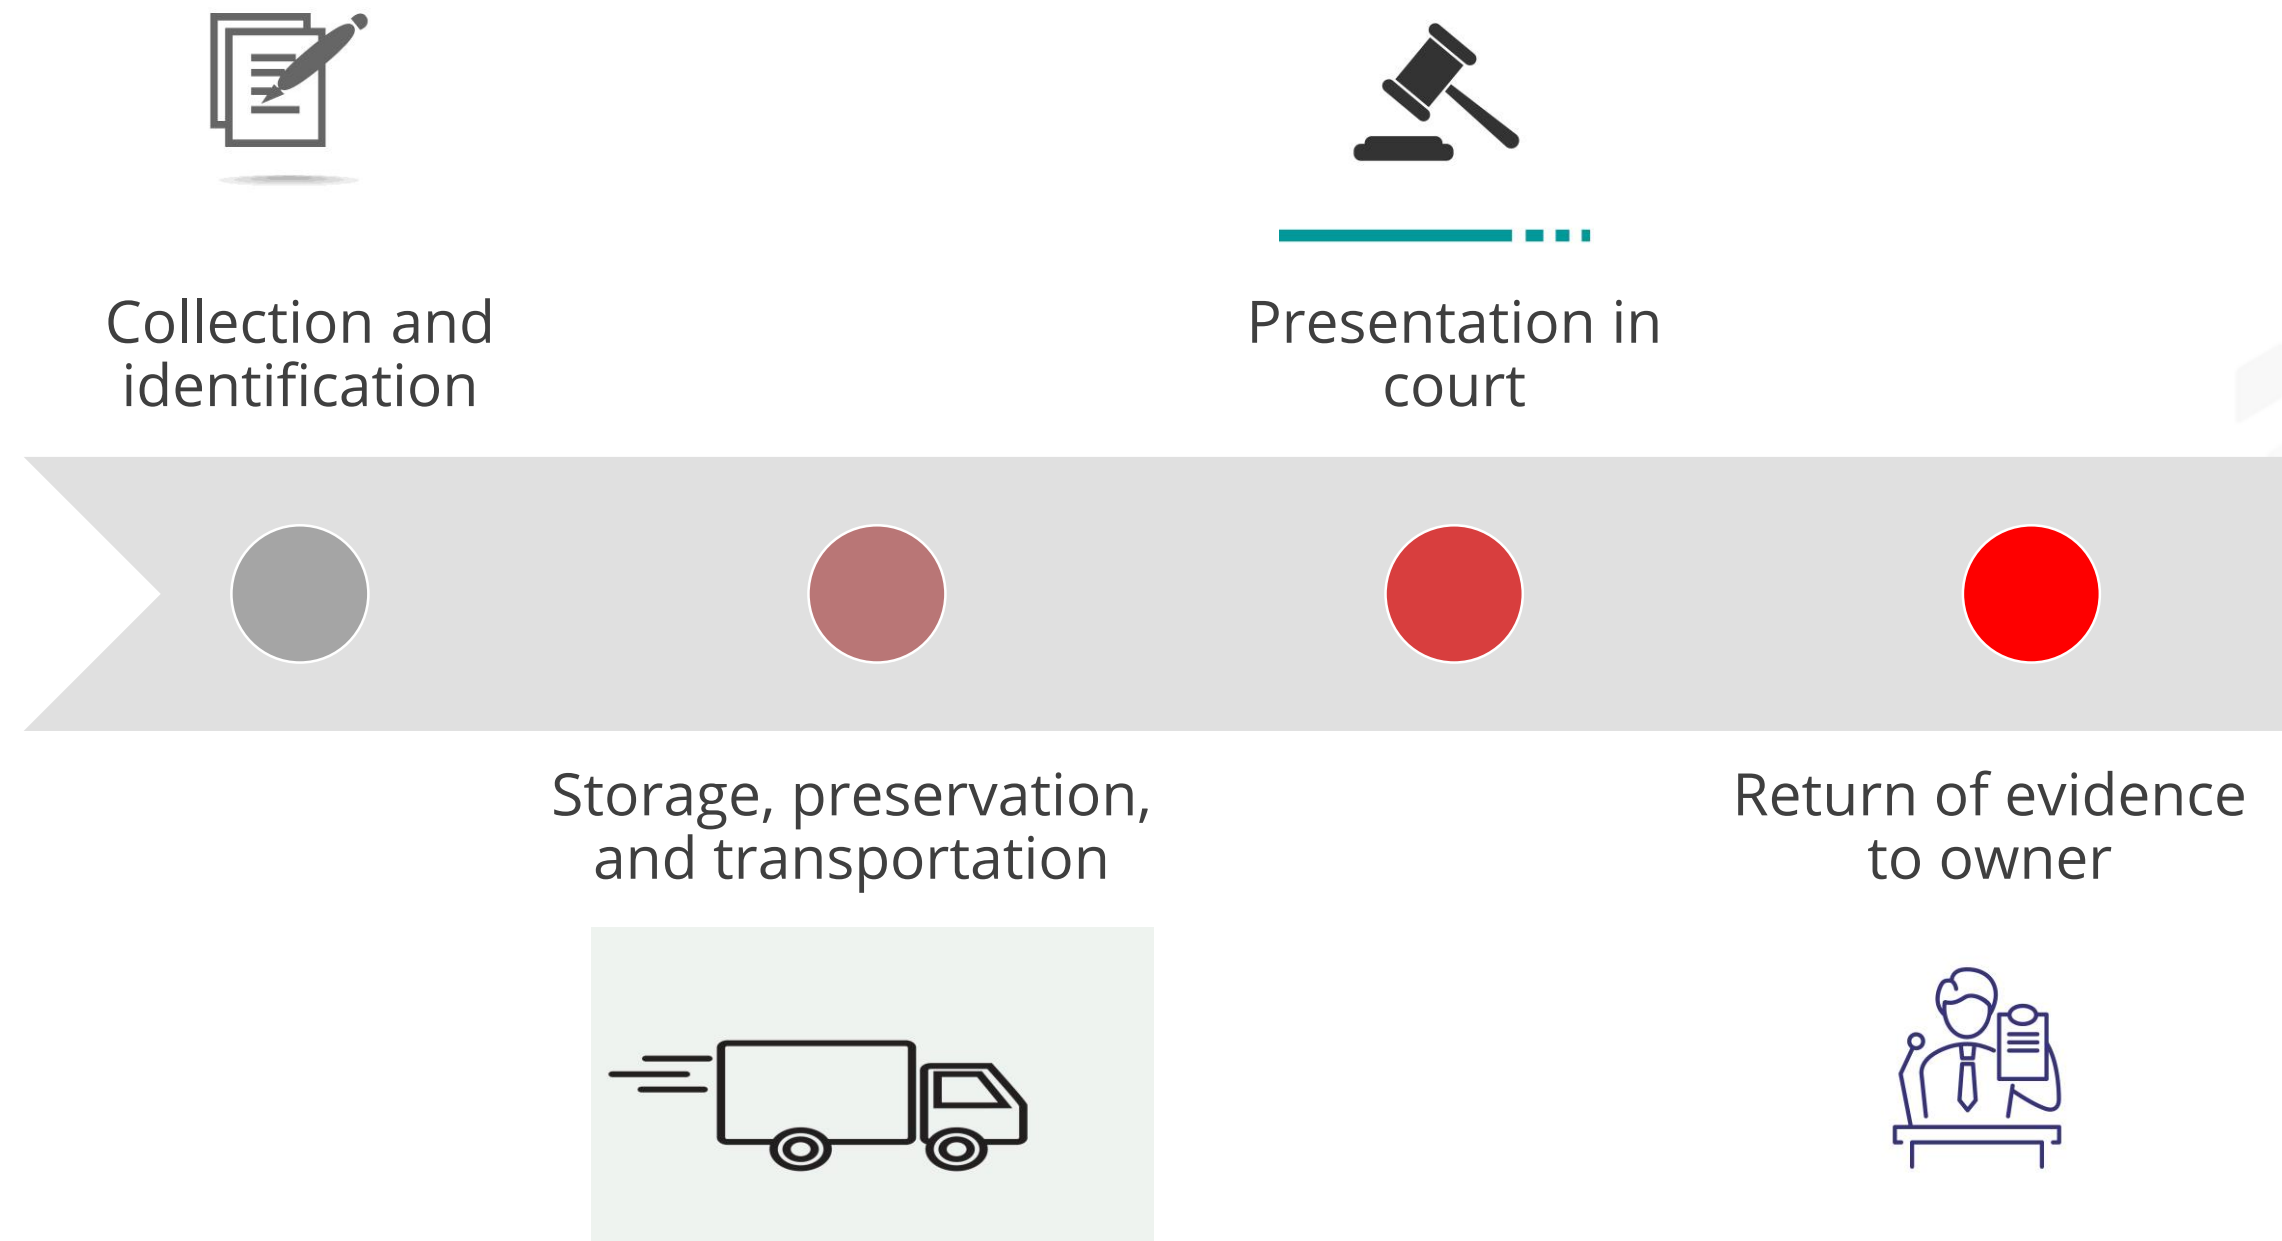 Collection and
identification
Storage, preservation,
and transportation
Presentation in
court
Return of evidence
to owner